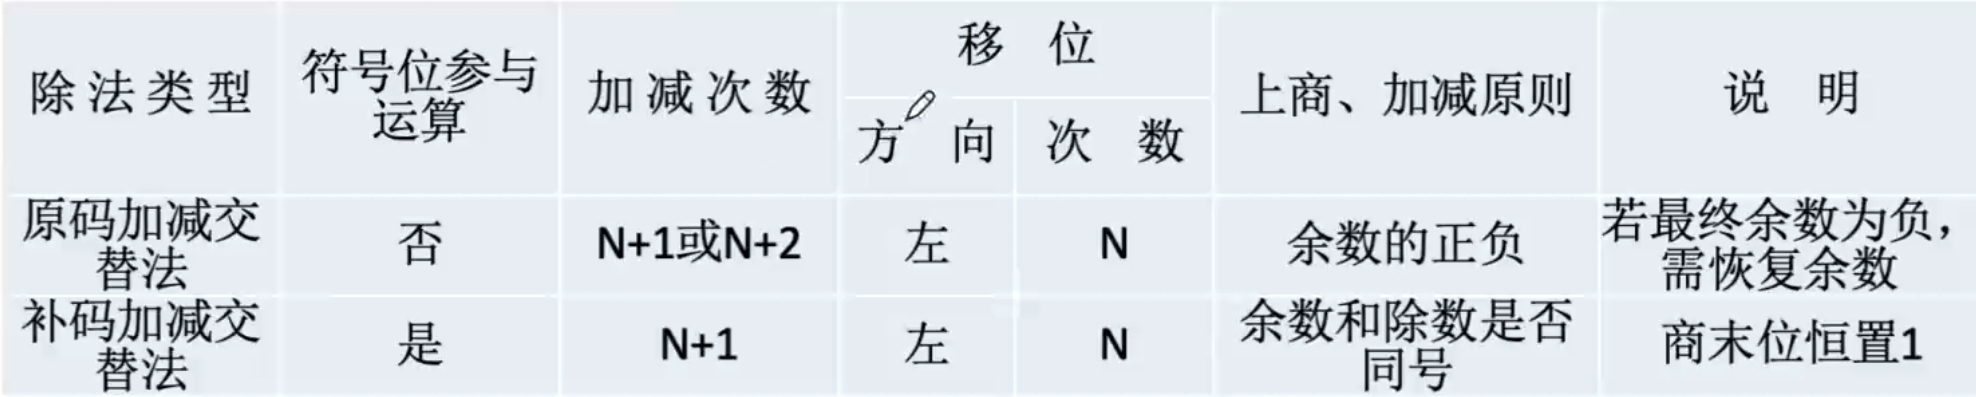 除法类型
符号位参与
运算
加减次数
移 位
方 向
次 数
上商、加减原则
说 明
原码加减交
替法
否
N+1或N+2
左
N
余数的正负
若最终余数为负，
需恢复余数
补码加减交
替法
是
N+1
左
N
余数和除数是否
同号
商末位恒置1